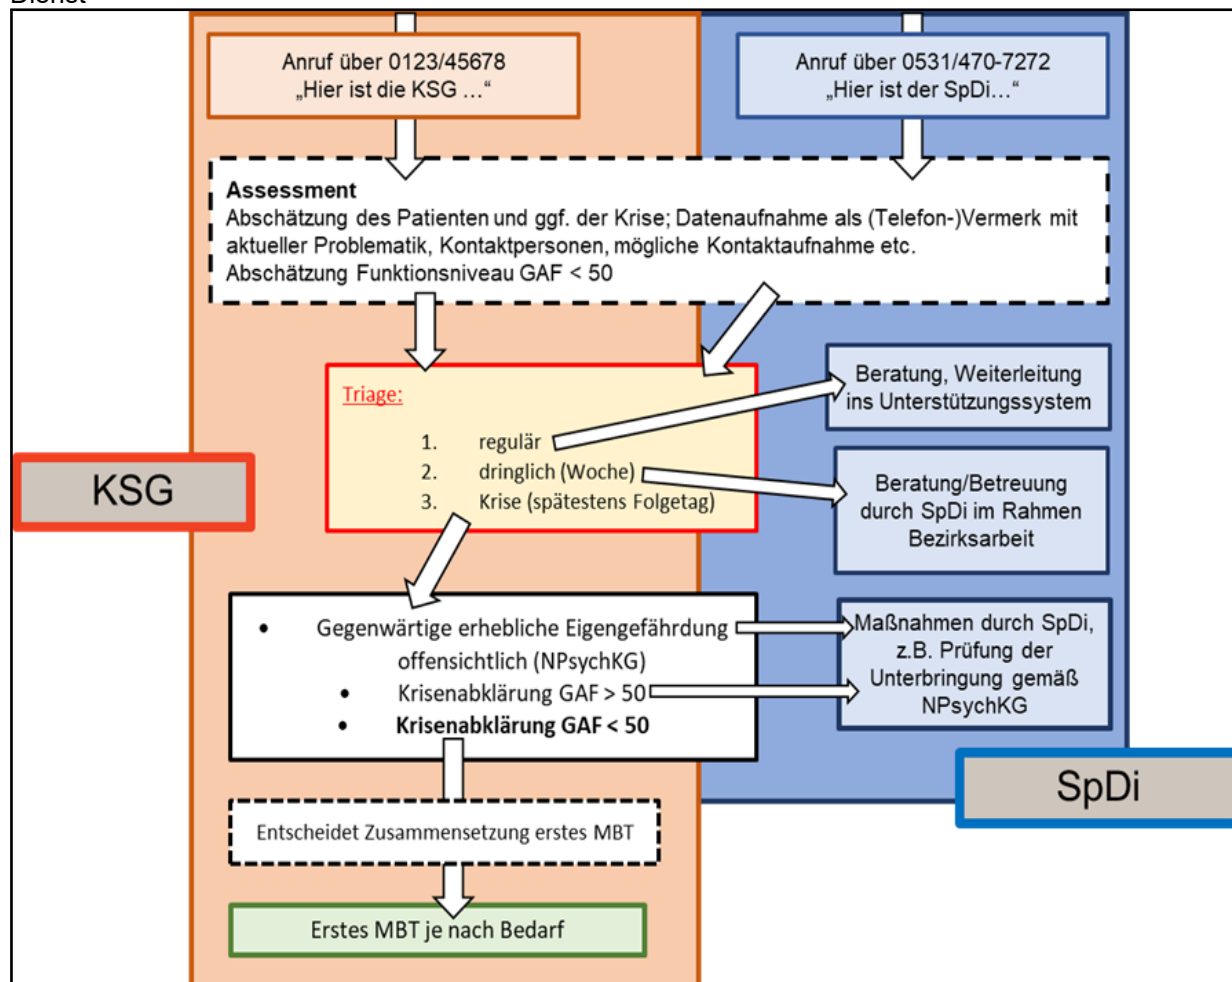 Dienst
Anruf über 0123/45678
„Hier ist die KSG …“
Anruf über 0531/470-7272
„Hier ist der SpDi…“
Assessment
Abschätzung des Patienten und ggf. der Krise; Datenaufnahme als (Telefon-)Vermerk mit
aktueller Problematik, Kontaktpersonen, mögliche Kontaktaufnahme etc.
Abschätzung Funktionsniveau GAF < 50
Triage:
1. regulär
2. dringlich (Woche)
3. Krise (spätestens Folgetag)
Beratung, Weiterleitung
ins Unterstützungssystem
KSG
Beratung/Betreuung
durch SpDi im Rahmen
Bezirksarbeit
• Gegenwärtige erhebliche Eigengefährdung
offensichtlich (NPsychKG)
• Krisenabklärung GAF > 50
• Krisenabklärung GAF < 50
Maßnahmen durch SpDi,
z.B. Prüfung der
Unterbringung gemäß
NPsychKG
SpDi
Entscheidet Zusammensetzung erstes MBT
Erstes MBT je nach Bedarf